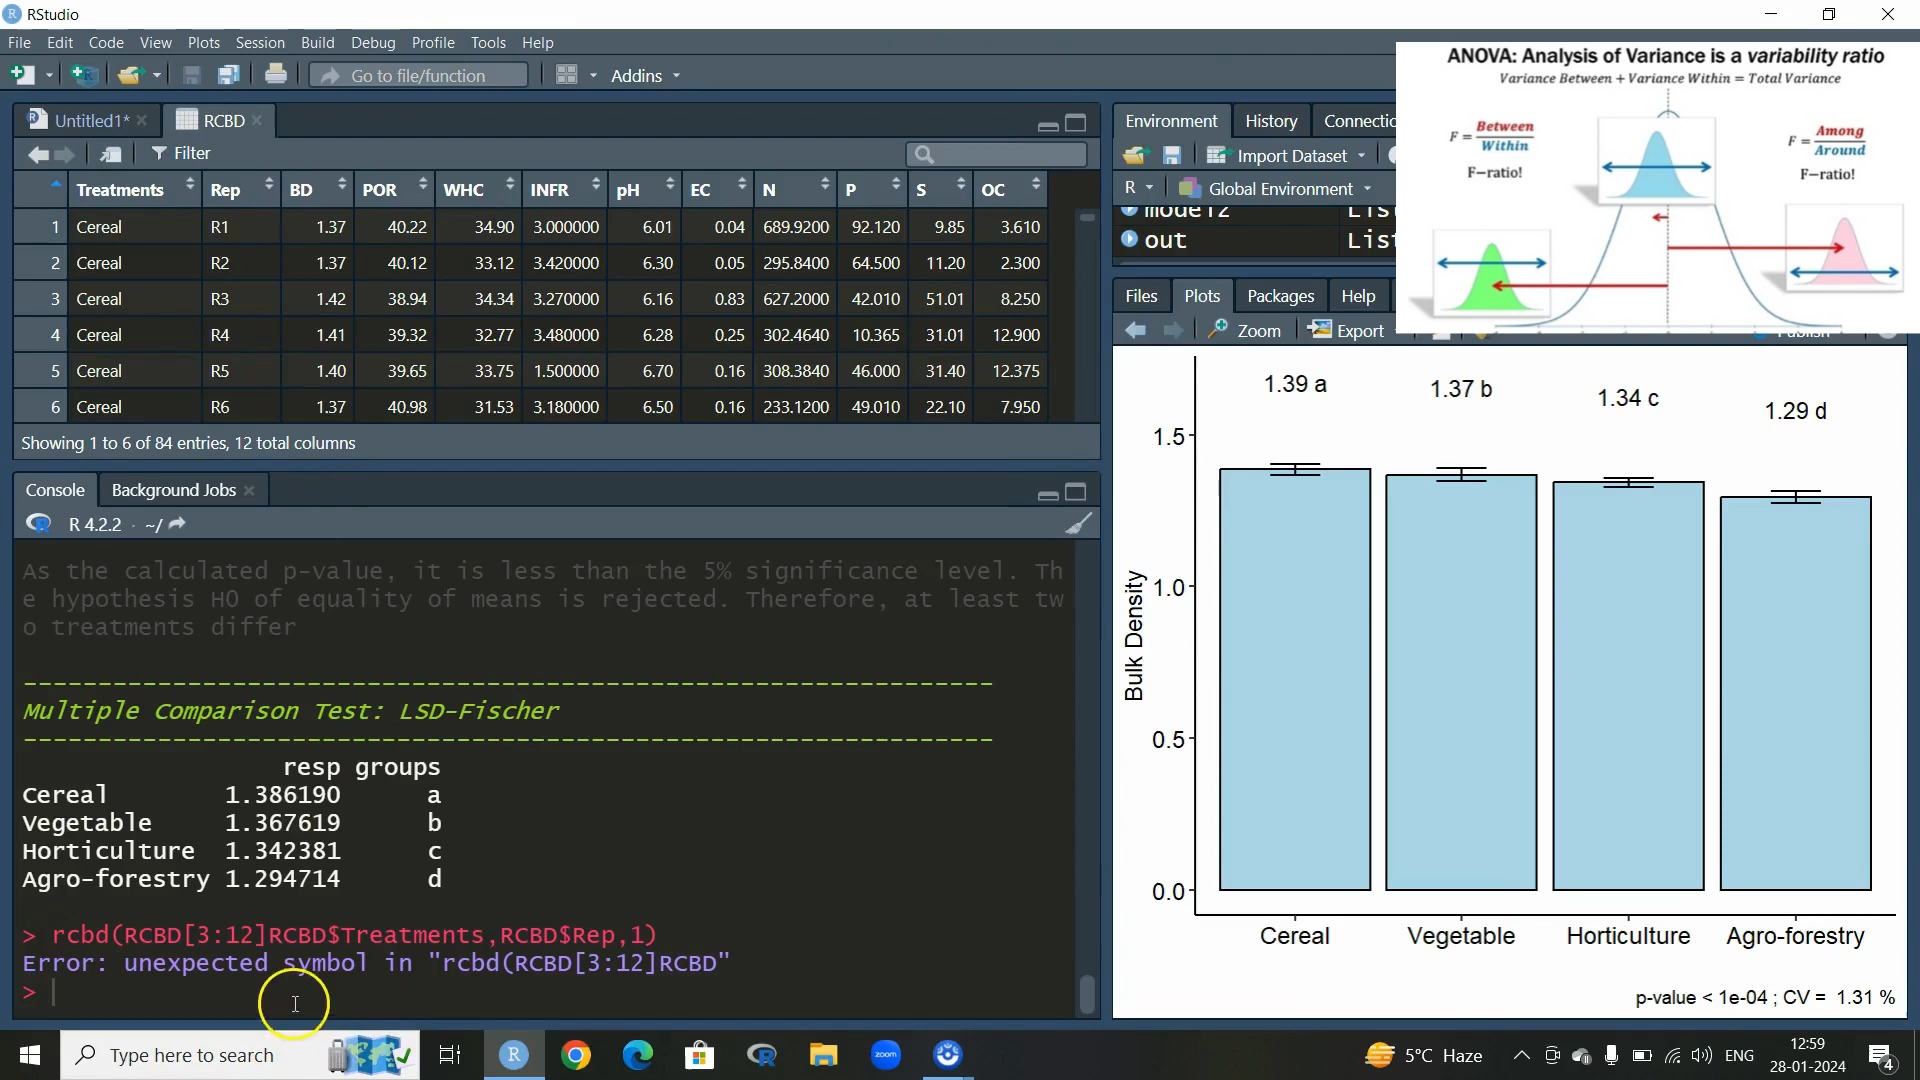 RStudio
File Edit Code View Plots Session Build Debug Profile Tools Help
Go to file/function
Addins
Untitled1* RCBD
Filter
Treatments Rep BD POR WHC INFR pH EC N P S OC
1 Cereal R1 1.37 40.22 34.90 3.000000 6.01 0.04 689.9200 92.120 9.85 3.610
2 Cereal R2 1.37 40.12 33.12 3.420000 6.30 0.05 295.8400 64.500 11.20 2.300
3 Cereal R3 1.42 38.94 34.34 3.270000 6.16 0.83 627.2000 42.010 51.01 8.250
4 Cereal R4 1.41 39.32 32.77 3.480000 6.28 0.25 302.4640 10.365 31.01 12.900
5 Cereal R5 1.40 39.65 33.75 1.500000 6.70 0.16 308.3840 46.000 31.40 12.375
6 Cereal R6 1.37 40.98 31.53 3.180000 6.50 0.16 233.1200 49.010 22.10 7.950
Showing 1 to 6 of 84 entries, 12 total columns
Console Background Jobs
R 4.2.2 · ~/
As the calculated p-value, it is less than the 5% significance level. Th
e hypothesis H0 of equality of means is rejected. Therefore, at least tw
o treatments differ
-------------------------------------------------------------------
Multiple Comparison Test: LSD-Fischer
-------------------------------------------------------------------
resp groups
Cereal 1.386190 a
Vegetable 1.367619 b
Horticulture 1.342381 c
Agro-forestry 1.294714 d
> rcbd(RCBD[3:12]RCBD$Treatments,RCBD$Rep,1)
Error: unexpected symbol in "rcbd(RCBD[3:12]RCBD"
>
Environment History Connectio
Import Dataset
R Global Environment
model2 List
out List
Files Plots Packages Help
Zoom Export Publish
ANOVA: Analysis of Variance is a variability ratio
Variance Between + Variance Within = Total Variance
F = Between
Within
F-ratio!
F = Among
Around
F-ratio!
1.39 a 1.37 b 1.34 c 1.29 d
1.5
1.0
0.5
0.0
Bulk Density
Cereal Vegetable Horticulture Agro-forestry
p-value < 1e-04 ; CV = 1.31 %
Type here to search
R
R
zoom
5°C Haze
ENG
12:59
28-01-2024
4